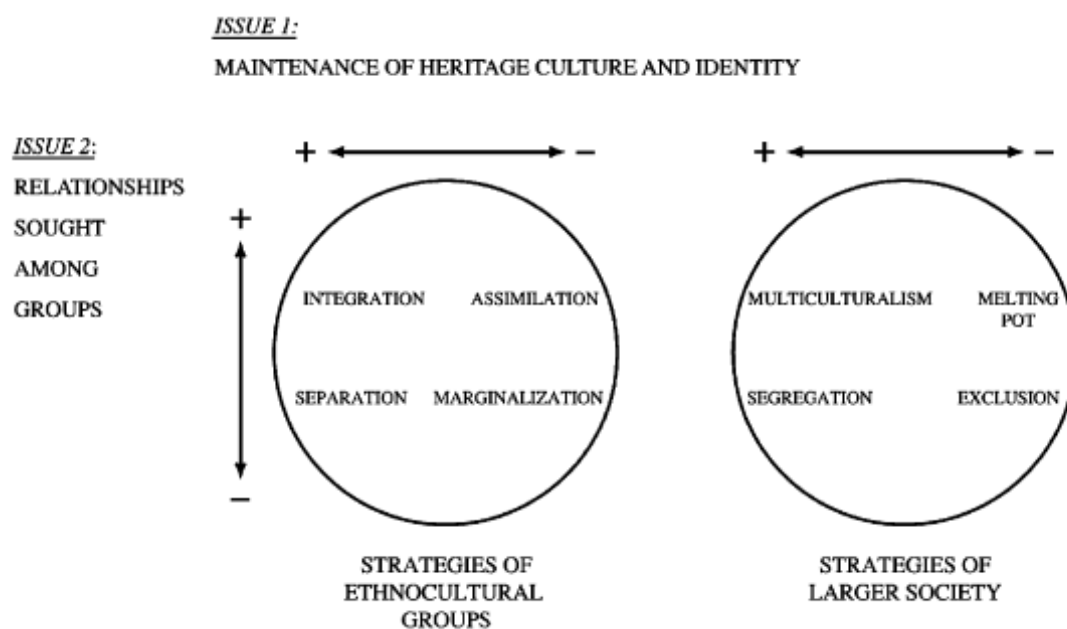 ISSUE 1:
MAINTENANCE OF HERITAGE CULTURE AND IDENTITY
ISSUE 2:
RELATIONSHIPS
SOUGHT
AMONG
GROUPS
+ −
+ −
+
−
INTEGRATION ASSIMILATION
SEPARATION MARGINALIZATION
MULTICULTURALISM MELTING
POT
SEGREGATION EXCLUSION
STRATEGIES OF
ETHNOCULTURAL
GROUPS
STRATEGIES OF
LARGER SOCIETY